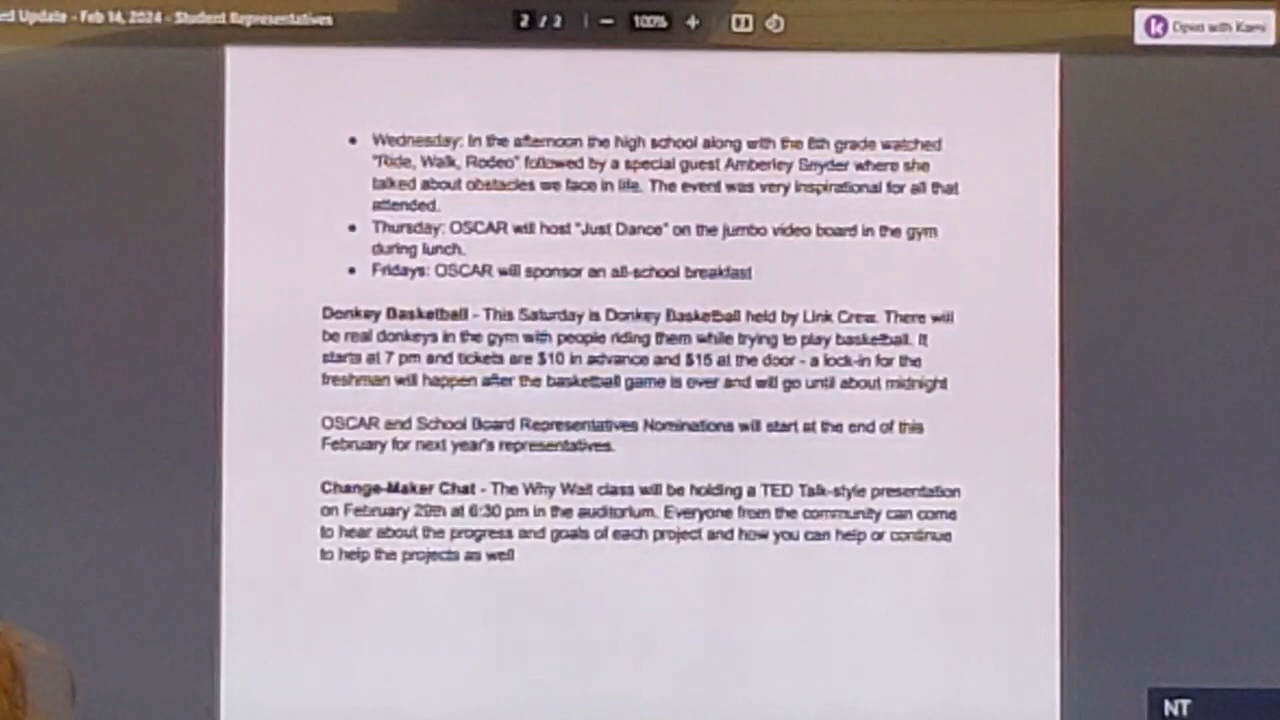 ed Update - Feb 14, 2024 - Student Representatives
2 / 2 | − 100% +
Open with Kami
• Wednesday: In the afternoon the high school along with the 8th grade watched
"Ride, Walk, Rodeo" followed by a special guest Amberley Snyder where she
talked about obstacles we face in life. The event was very inspirational for all that
attended.
• Thursday: OSCAR will host "Just Dance" on the jumbo video board in the gym
during lunch.
• Fridays: OSCAR will sponsor an all-school breakfast
Donkey Basketball - This Saturday is Donkey Basketball held by Link Crew. There will
be real donkeys in the gym with people riding them while trying to play basketball. It
starts at 7 pm and tickets are $10 in advance and $15 at the door - a lock-in for the
freshman will happen after the basketball game is over and will go until about midnight
OSCAR and School Board Representatives Nominations will start at the end of this
February for next year's representatives.
Change-Maker Chat - The Why Wait class will be holding a TED Talk-style presentation
on February 29th at 6:30 pm in the auditorium. Everyone from the community can come
to hear about the progress and goals of each project and how you can help or continue
to help the projects as well
NT